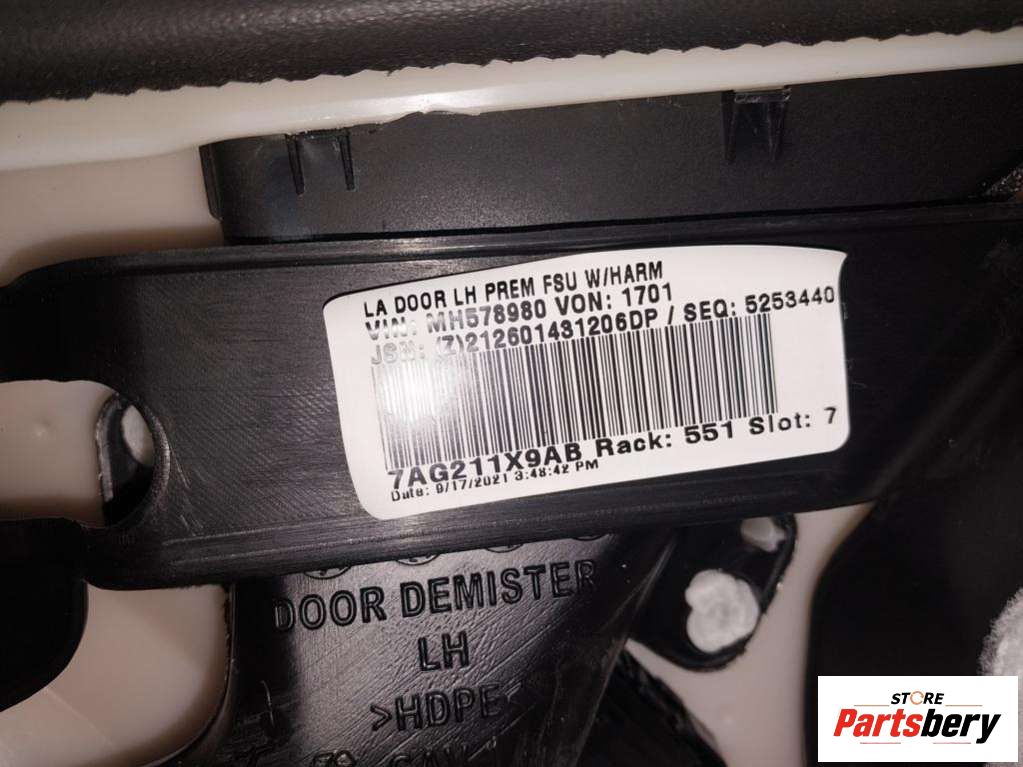 LA DOOR LH PREM FSU W/HARM
VIN: MH578980 VON: 1701
JSN: (Z)212601431206DP / SEQ: 5253440
7AG211X9AB Rack: 551 Slot: 7
Date: 9/17/2021 3:48:42 PM
DOOR DEMISTER
LH
>HDPE<
STORE
Partsbery